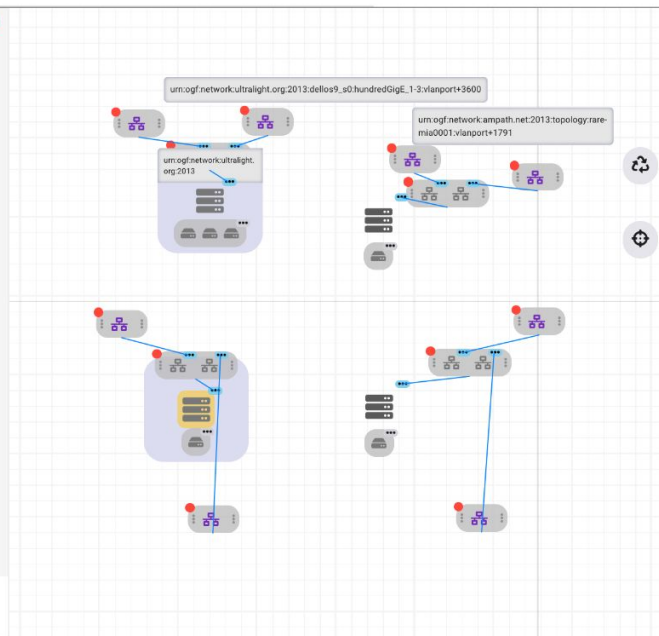 urn:ogf:network:ultralight.org:2013:dellos9_s0:hundredGigE_1-3:vlanport+3600
urn:ogf:network:ampath.net:2013:topology:rare-
mia0001:vlanport+1791
urn:ogf:network:ultralight.
org:2013